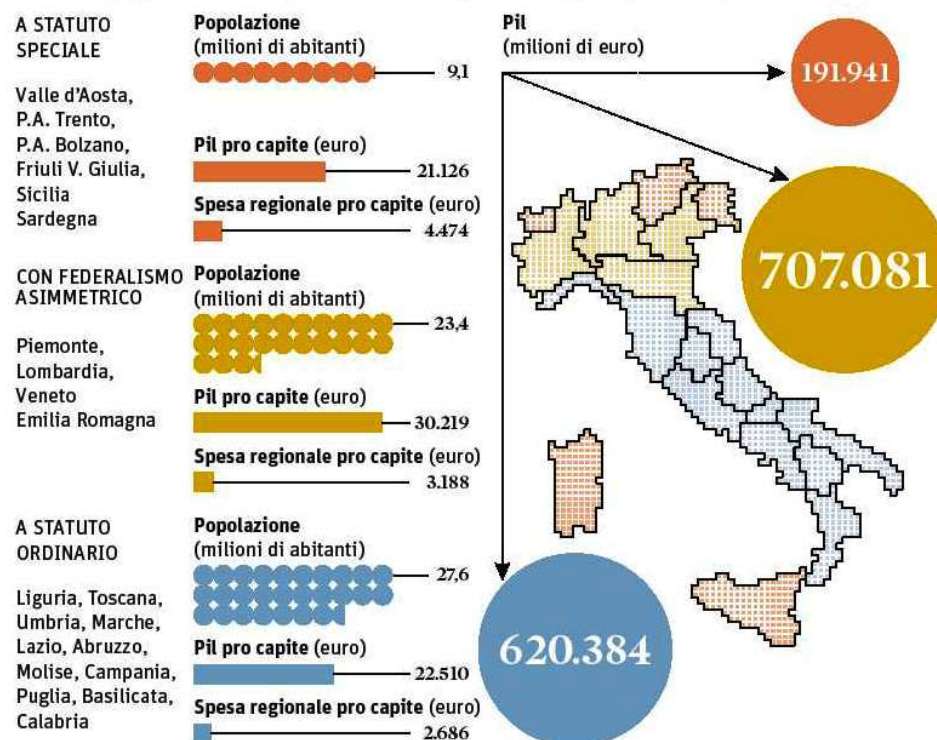 A STATUTO
SPECIALE
Valle d'Aosta,
P.A. Trento,
P.A. Bolzano,
Friuli V. Giulia,
Sicilia
Sardegna
Popolazione
(milioni di abitanti)
9,1
Pil pro capite (euro)
21.126
Spesa regionale pro capite (euro)
4.474
Pil
(milioni di euro)
191.941
707.081
620.384
CON FEDERALISMO
ASIMMETRICO
Piemonte,
Lombardia,
Veneto
Emilia Romagna
Popolazione
(milioni di abitanti)
23,4
Pil pro capite (euro)
30.219
Spesa regionale pro capite (euro)
3.188
A STATUTO
ORDINARIO
Liguria, Toscana,
Umbria, Marche,
Lazio, Abruzzo,
Molise, Campania,
Puglia, Basilicata,
Calabria
Popolazione
(milioni di abitanti)
27,6
Pil pro capite (euro)
22.510
Spesa regionale pro capite (euro)
2.686